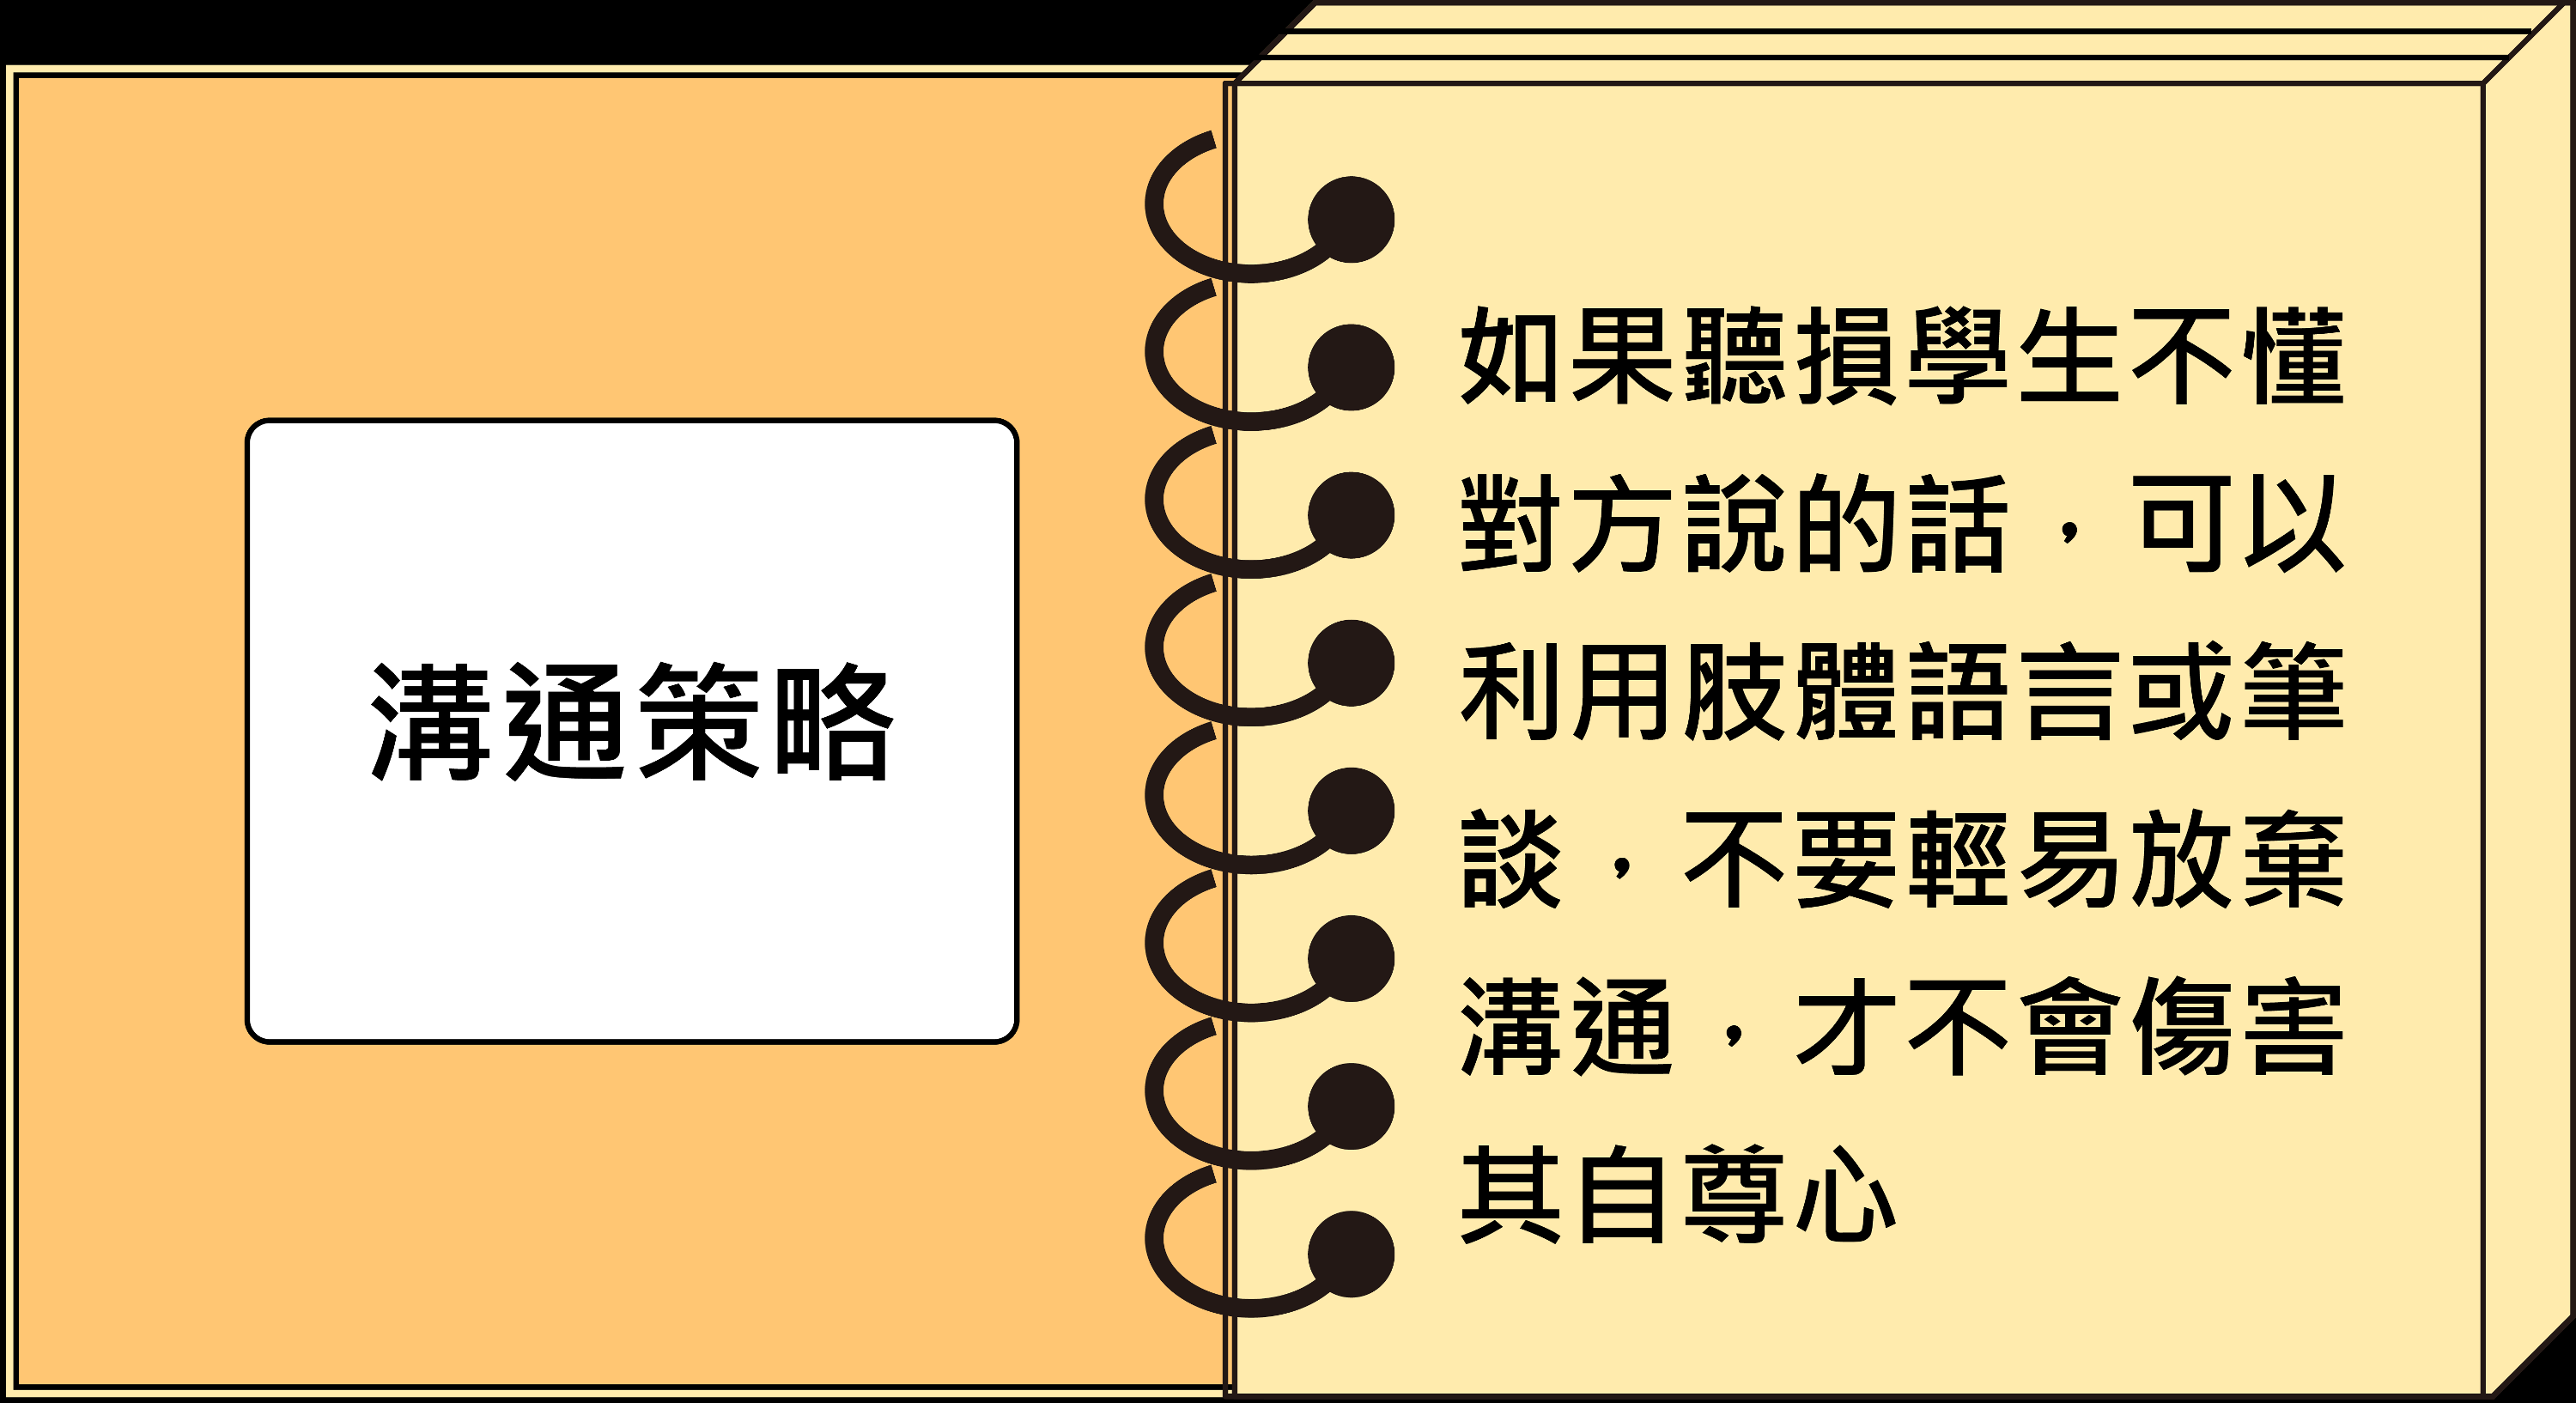 溝通策略
如果聽損學生不懂
對方說的話，可以
利用肢體語言或筆
談，不要輕易放棄
溝通，才不會傷害
其自尊心